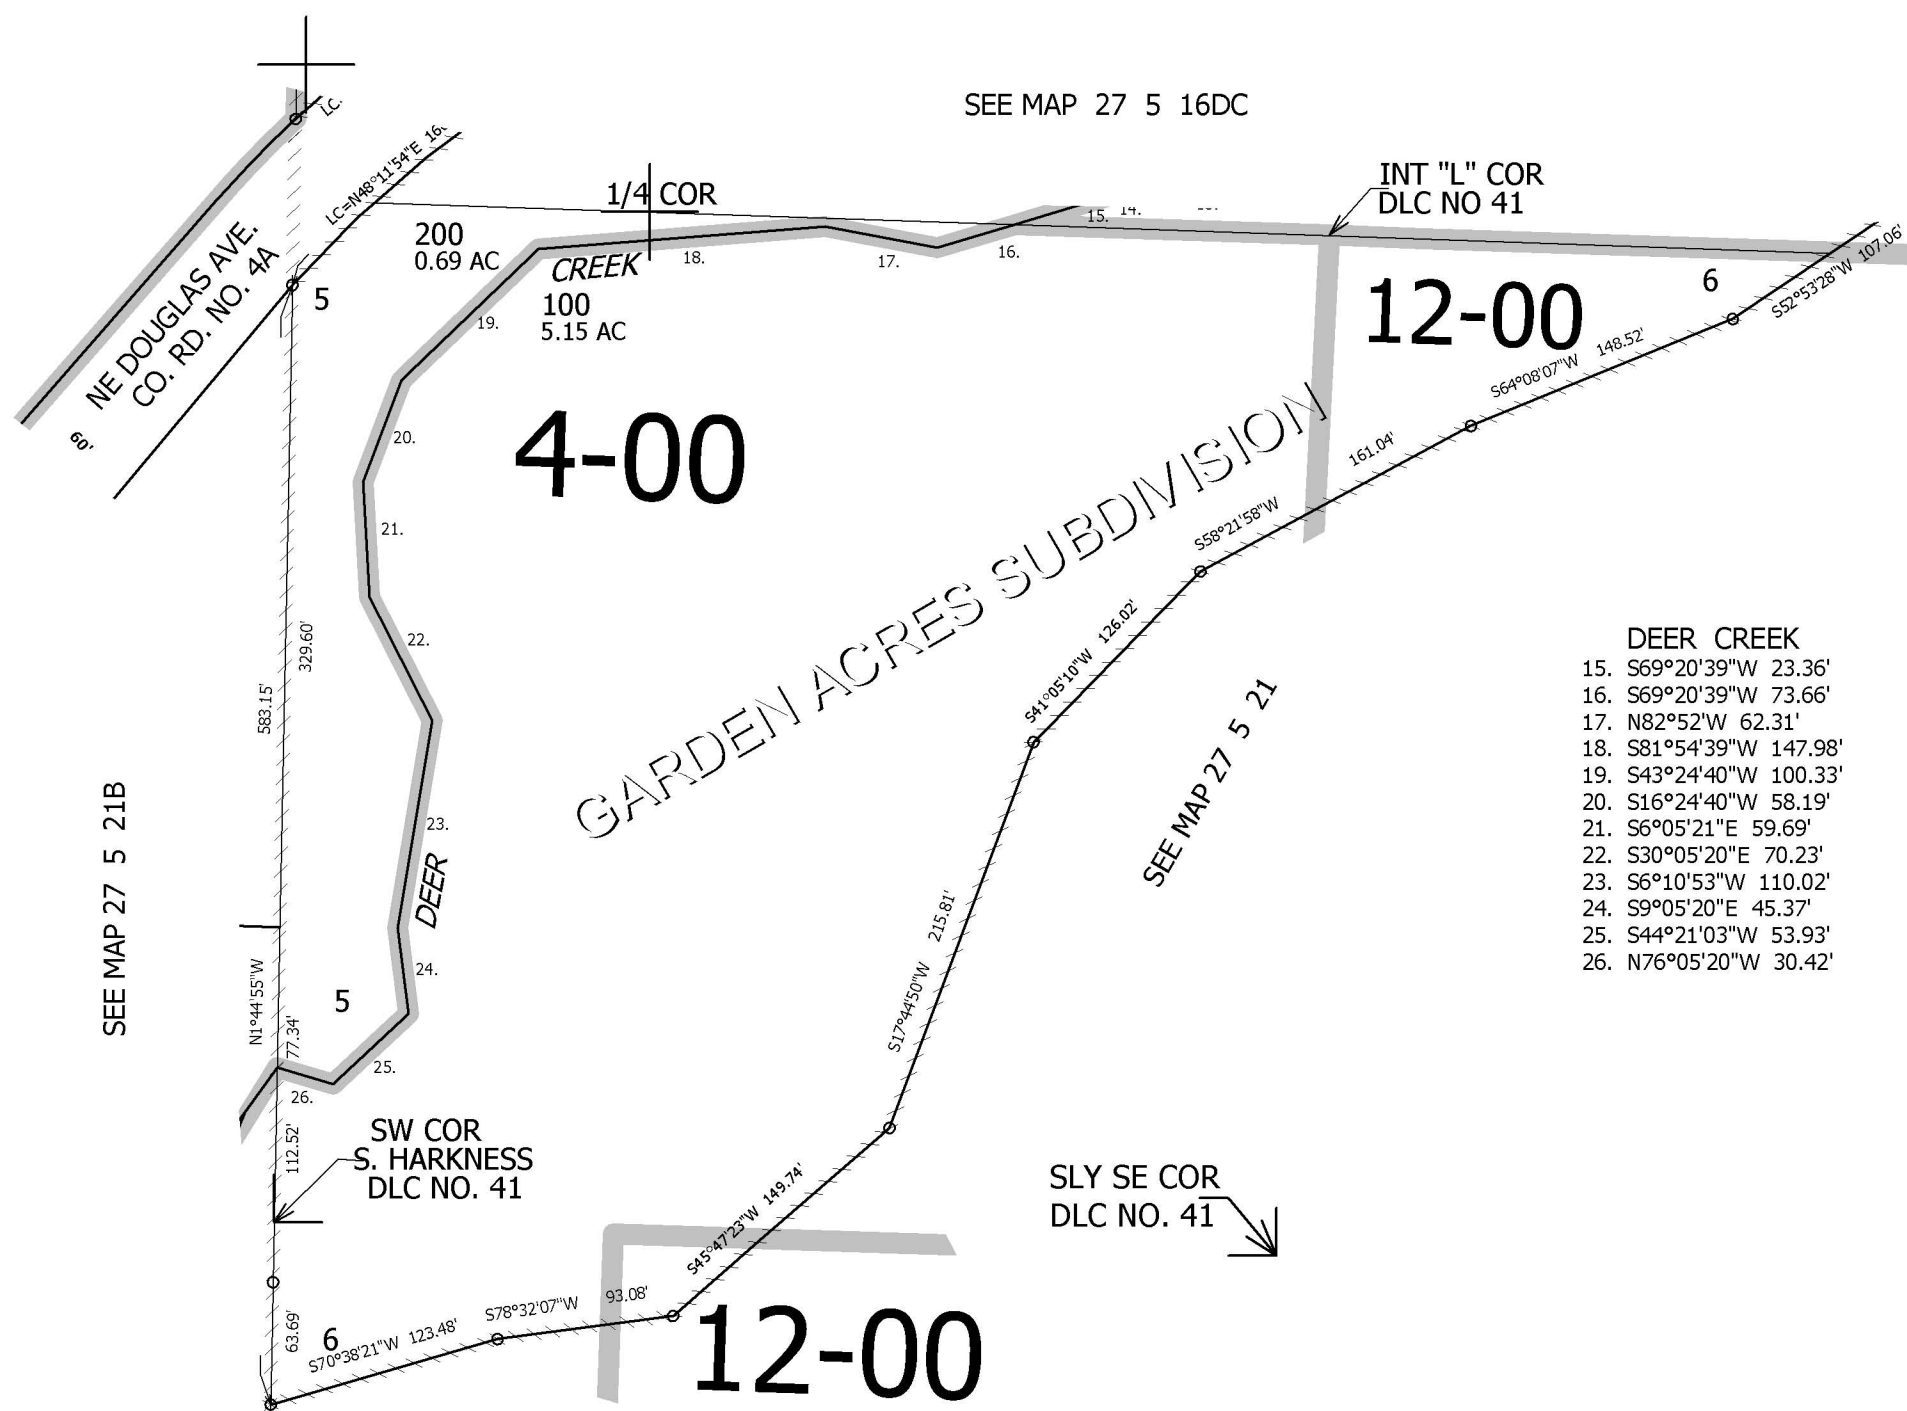 SEE MAP 27 5 16DC
LC.
LC=N48°11'54"E
1/4 COR
INT "L" COR
DLC NO 41
15. 14.
200
0.69 AC
CREEK
18.
17.
16.
100
5.15 AC
NE DOUGLAS AVE.
CO. RD. NO. 4A
60'
5
19.
12-00
6
S52°53'28"W 107.06'
S64°08'07"W 148.52'
20.
4-00
161.04'
S58°21'58"W
21.
GARDEN ACRES SUBDIVISION
22.
329.60'
583.15'
S41°05'10"W 126.02'
SEE MAP 27 5 21
DEER CREEK
15. S69°20'39"W 23.36'
16. S69°20'39"W 73.66'
17. N82°52'W 62.31'
18. S81°54'39"W 147.98'
19. S43°24'40"W 100.33'
20. S16°24'40"W 58.19'
21. S6°05'21"E 59.69'
22. S30°05'20"E 70.23'
23. S6°10'53"W 110.02'
24. S9°05'20"E 45.37'
25. S44°21'03"W 53.93'
26. N76°05'20"W 30.42'
SEE MAP 27 5 21B
23.
DEER
24.
S17°44'50"W 215.81'
N1°44'55"W
77.34'
5
25.
26.
112.52'
SW COR
S. HARKNESS
DLC NO. 41
SLY SE COR
DLC NO. 41
S45°47'23"W 149.74'
63.69'
6
S70°38'21"W 123.48'
S78°32'07"W 93.08'
12-00